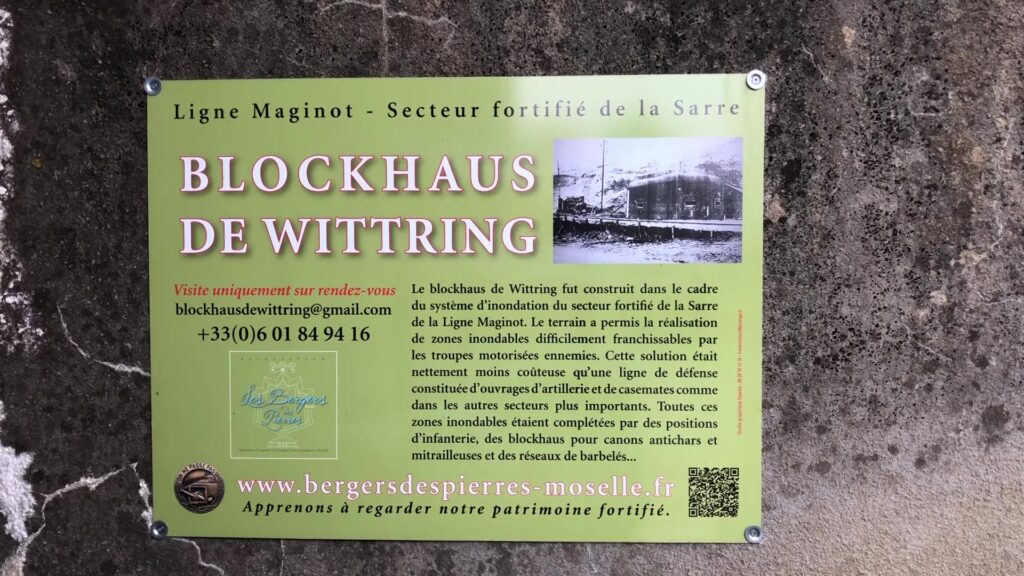 Ligne Maginot - Secteur fortifié de la Sarre
BLOCKHAUS
DE WITTRING
Visite uniquement sur rendez-vous
blockhausdewittring@gmail.com
+33(0)6 01 84 94 16
Les Bergers
des
Pierres
Le blockhaus de Wittring fut construit dans le cadre
du système d'inondation du secteur fortifié de la Sarre
de la Ligne Maginot. Le terrain a permis la réalisation
de zones inondables difficilement franchissables par
les troupes motorisées ennemies. Cette solution était
nettement moins coûteuse qu'une ligne de défense
constituée d'ouvrages d'artillerie et de casemates comme
dans les autres secteurs plus importants. Toutes ces
zones inondables étaient complétées par des positions
d'infanterie, des blockhaus pour canons antichars et
mitrailleuses et des réseaux de barbelés...
www.bergersdespierres-moselle.fr
Apprenons à regarder notre patrimoine fortifié.